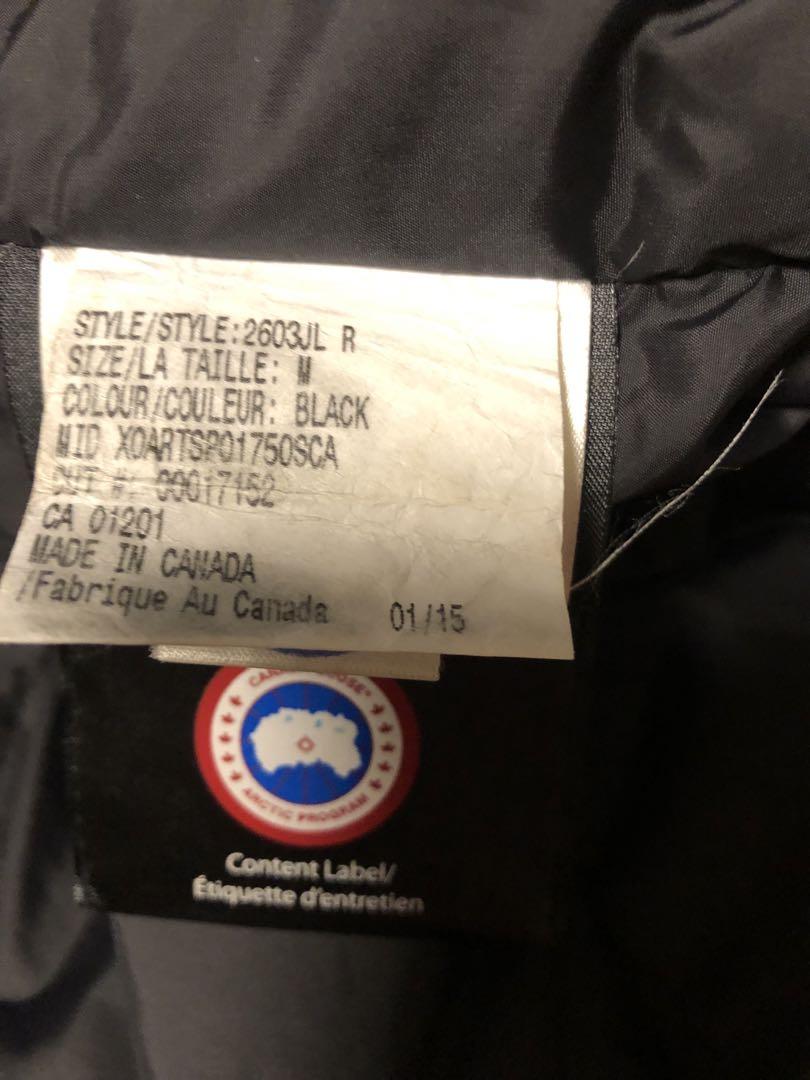 STYLE/STYLE:2603JL R
SIZE/LA TAILLE: M
COLOUR/COULEUR: BLACK
MID XOARTSP01750SCA
CUT #: 00017152
CA 01201
MADE IN CANADA
/Fabrique Au Canada 01/15
ARCTIC PROGRAM
Content Label/
Étiquette d'entretien